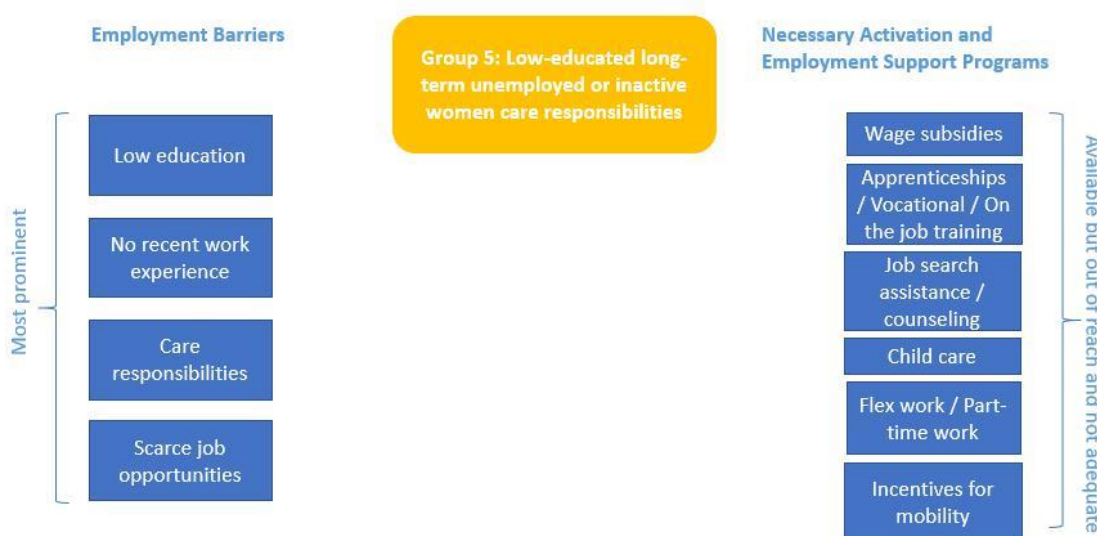 Employment Barriers
Group 5: Low-educated long-
term unemployed or inactive
women care responsibilities
Necessary Activation and
Employment Support Programs
Most prominent
Low education
No recent work
experience
Care
responsibilities
Scarce job
opportunities
Wage subsidies
Apprenticeships
/ Vocational / On
the job training
Job search
assistance /
counseling
Child care
Flex work / Part-
time work
Incentives for
mobility
Available but out of reach and not adequate